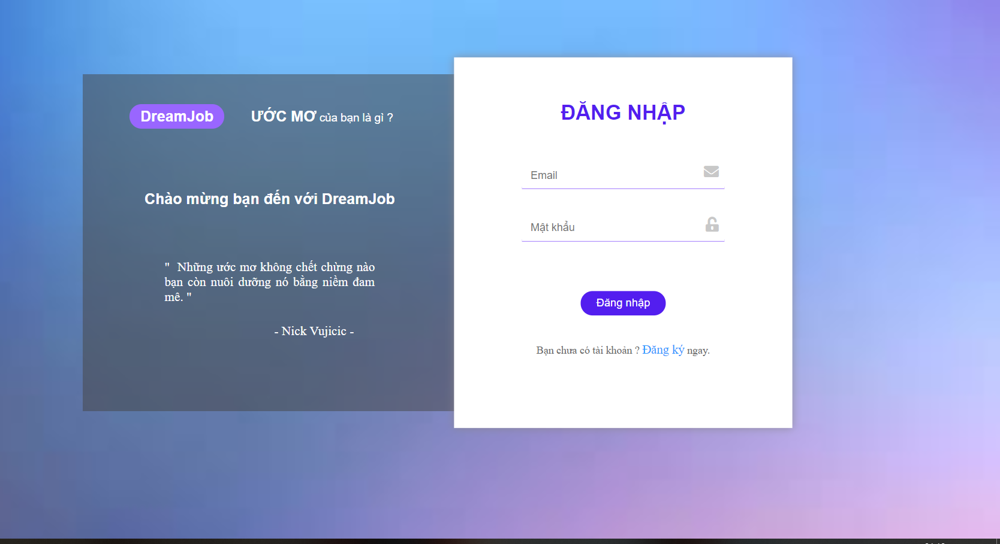 DreamJob
ƯỚC MƠ của bạn là gì ?
Chào mừng bạn đến với DreamJob
" Những ước mơ không chết chừng nào
bạn còn nuôi dưỡng nó bằng niềm đam
mê. "
- Nick Vujicic -
ĐĂNG NHẬP
Email
Mật khẩu
Đăng nhập
Bạn chưa có tài khoản ? Đăng ký ngay.